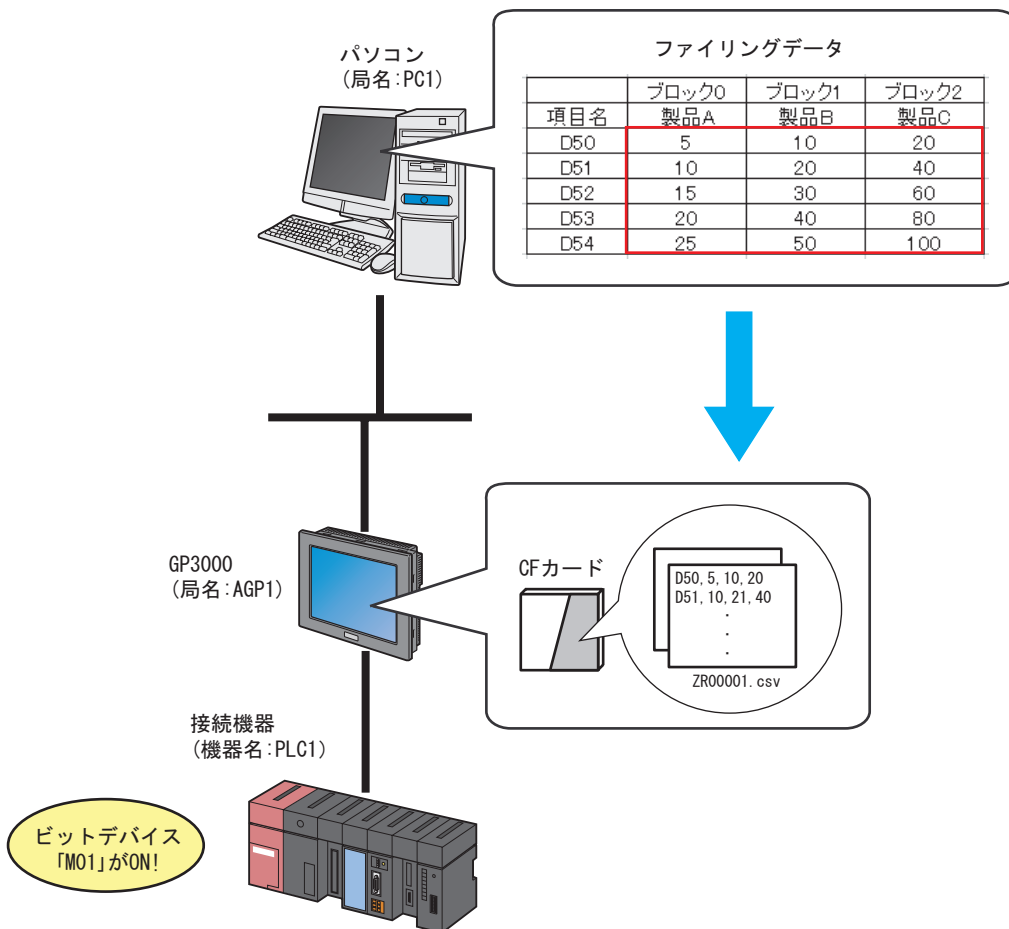 パソコン
(局名:PC1)
ファイリングデータ
ブロック0 ブロック1 ブロック2
項目名 製品A 製品B 製品C
D50 5 10 20
D51 10 20 40
D52 15 30 60
D53 20 40 80
D54 25 50 100
GP3000
(局名:AGP1)
CFカード
D50, 5, 10, 20
D51, 10, 21, 40
.
.
.
ZR00001.csv
接続機器
(機器名:PLC1)
ビットデバイス
「M01」がON!